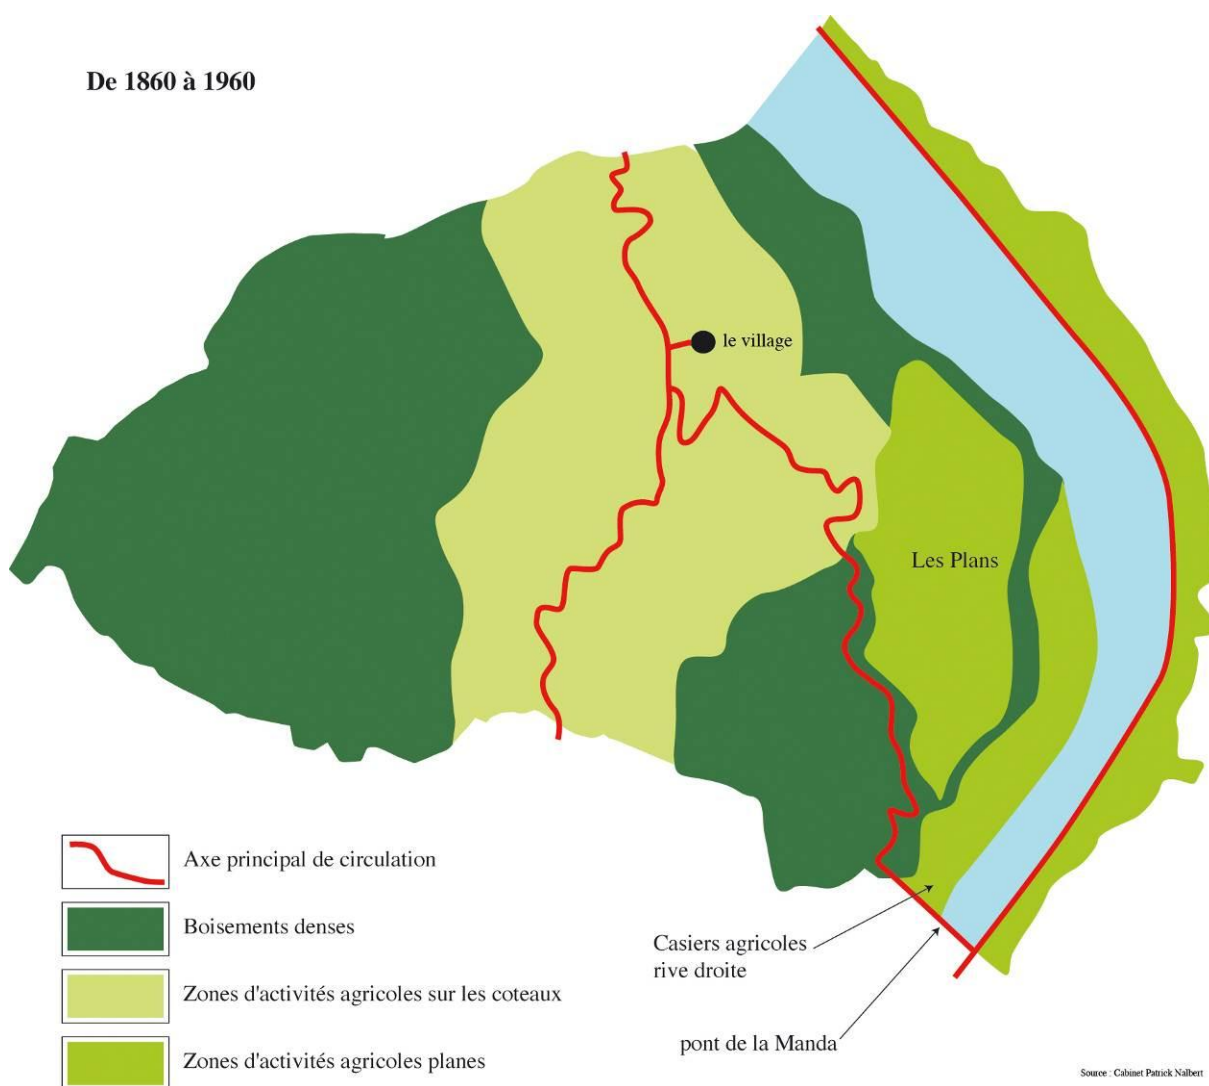 De 1860 à 1960
le village
Les Plans
Axe principal de circulation
Boisements denses
Zones d'activités agricoles sur les coteaux
Zones d'activités agricoles planes
Casiers agricoles
rive droite
pont de la Manda
Source : Cabinet Patrick Nalbert